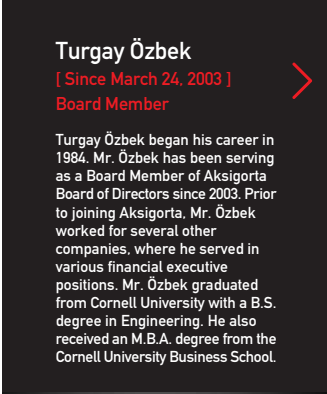 Turgay Özbek
[ Since March 24, 2003 ]
Board Member
Turgay Özbek began his career in
1984. Mr. Özbek has been serving
as a Board Member of Aksigorta
Board of Directors since 2003. Prior
to joining Aksigorta, Mr. Özbek
worked for several other
companies, where he served in
various financial executive
positions. Mr. Özbek graduated
from Cornell University with a B.S.
degree in Engineering. He also
received an M.B.A. degree from the
Cornell University Business School.